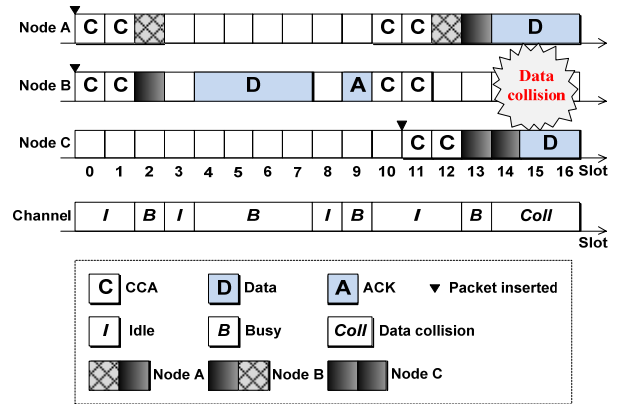 Node A C C C C D
Node B C C D A C C Data collision
Node C C C D
0 1 2 3 4 5 6 7 8 9 10 11 12 13 14 15 16 Slot
Channel I B I B I B I B Coll
Slot
C CCA D Data A ACK Packet inserted
I Idle B Busy Coll Data collision
Node A Node B Node C